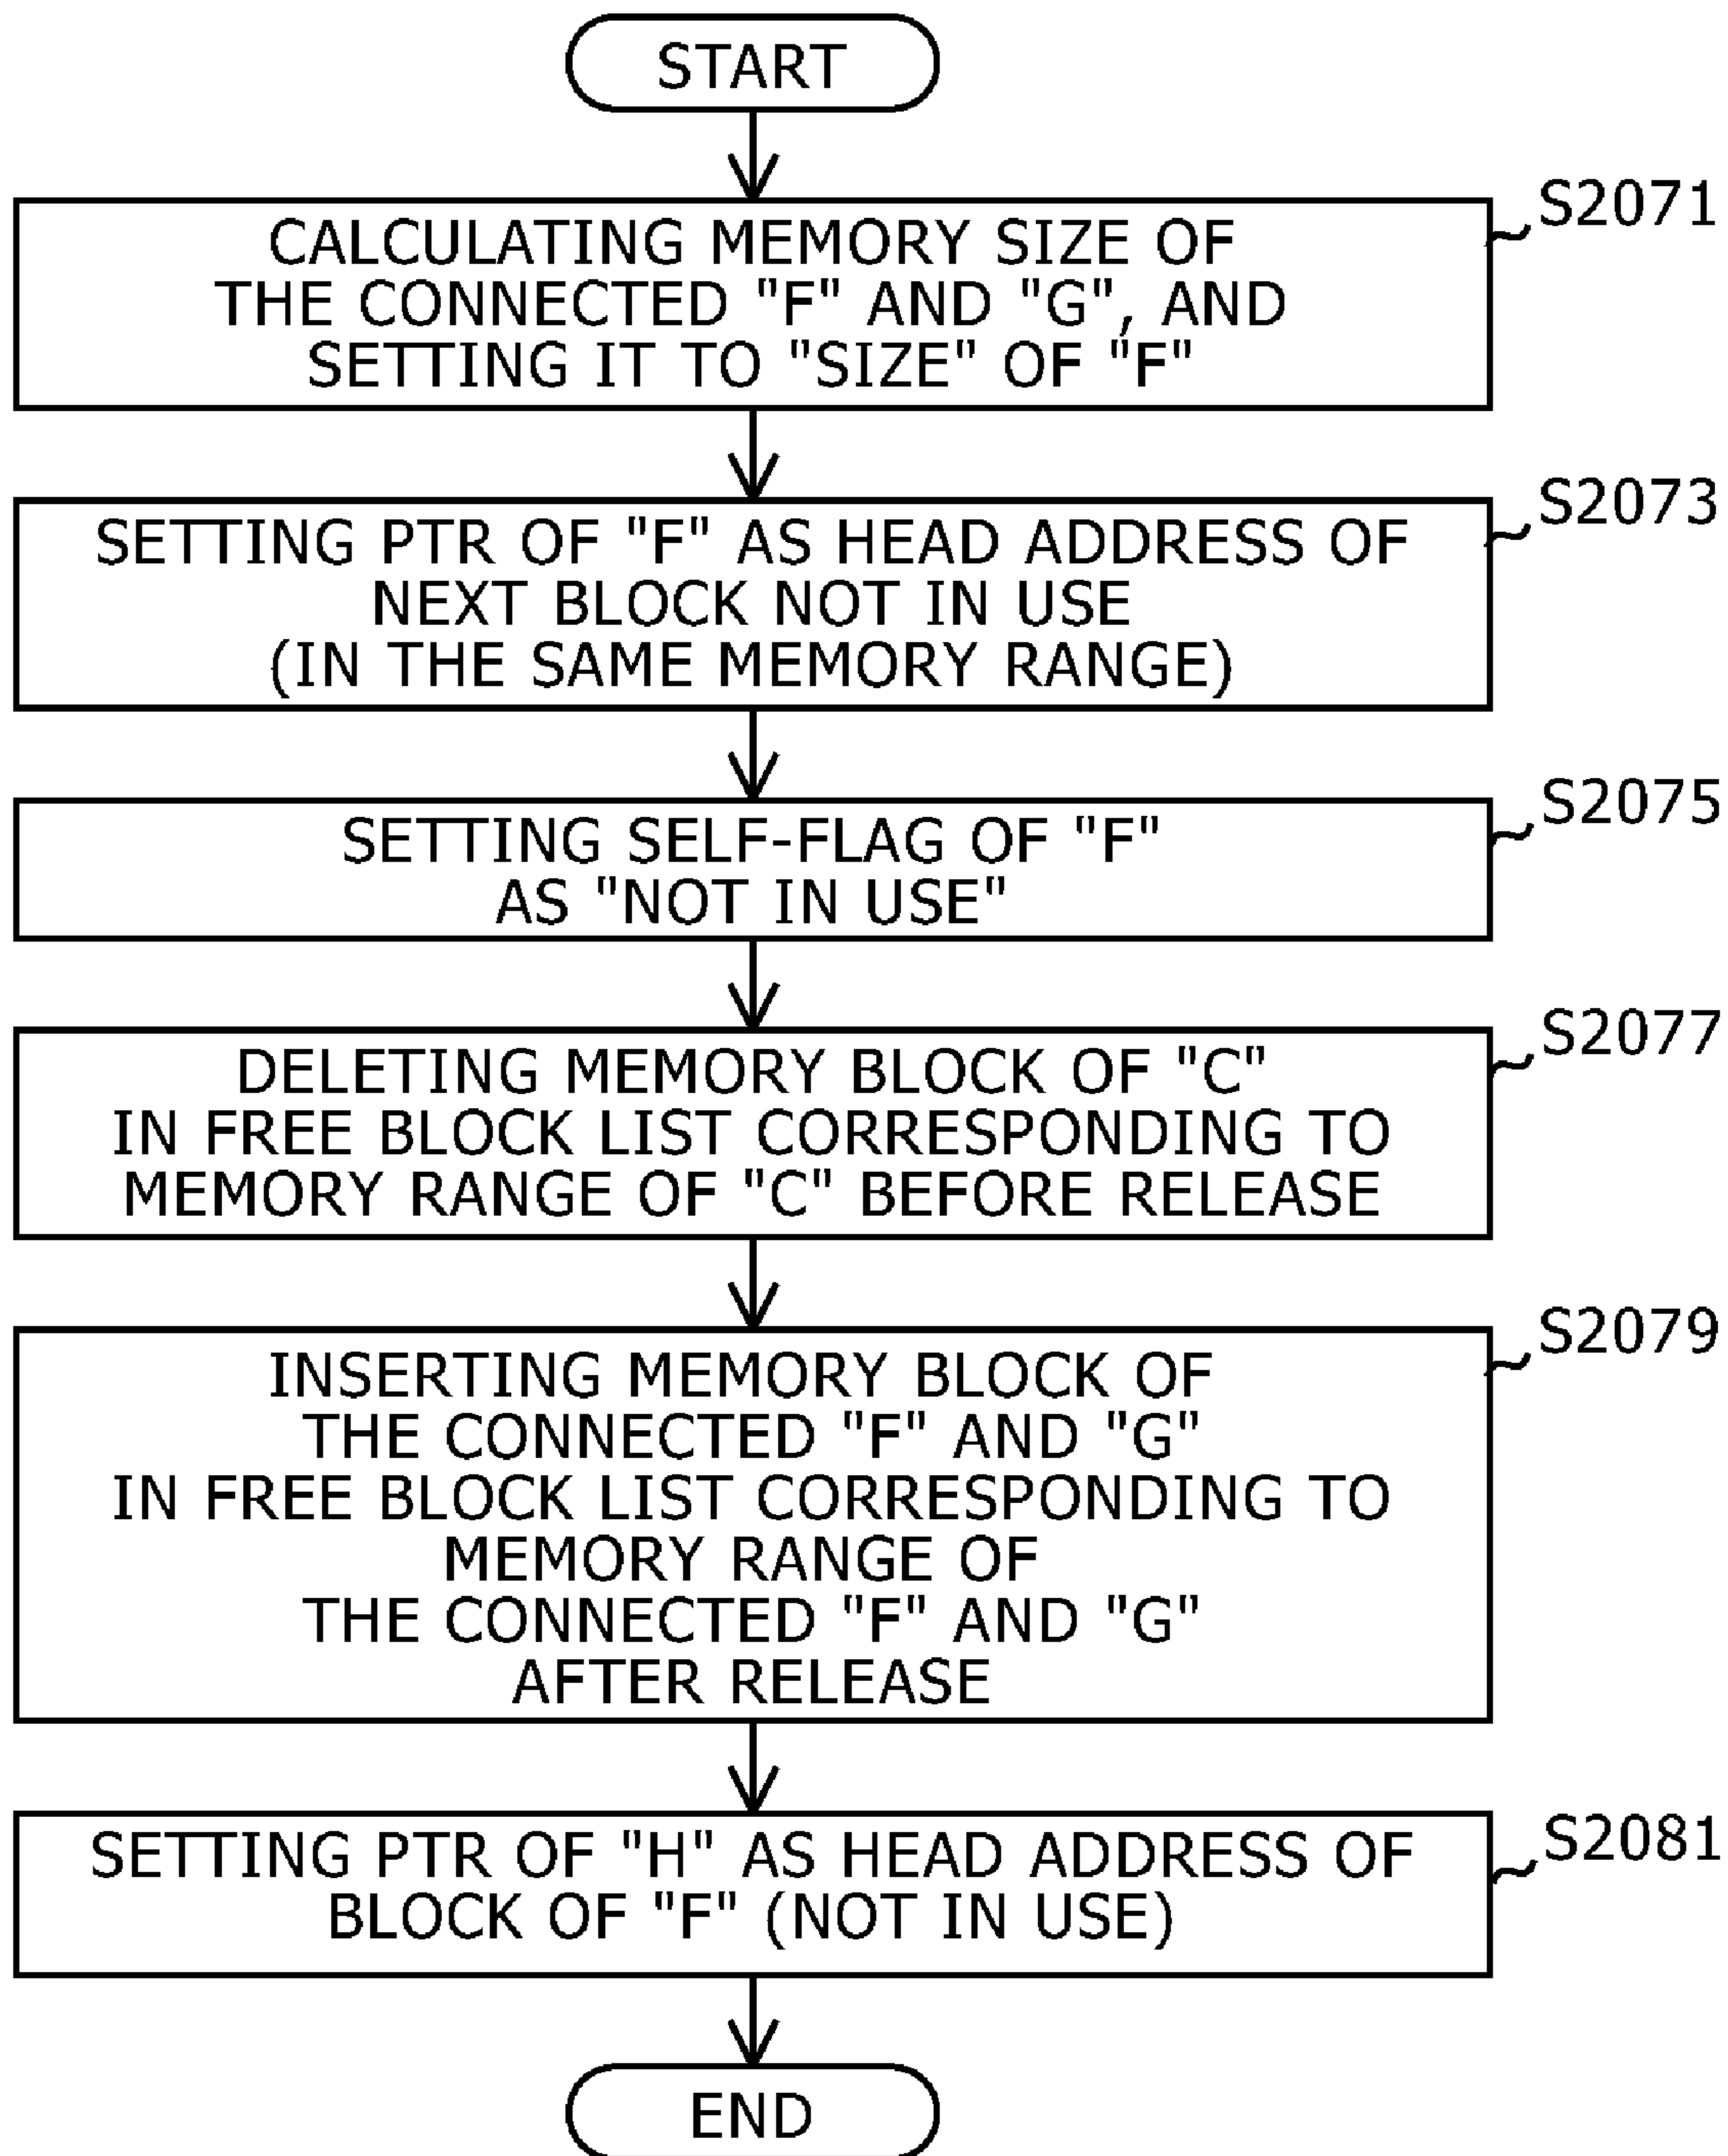 START
S2071
CALCULATING MEMORY SIZE OF
THE CONNECTED "F" AND "G", AND
SETTING IT TO "SIZE" OF "F"
S2073
SETTING PTR OF "F" AS HEAD ADDRESS OF
NEXT BLOCK NOT IN USE
(IN THE SAME MEMORY RANGE)
S2075
SETTING SELF-FLAG OF "F"
AS "NOT IN USE"
S2077
DELETING MEMORY BLOCK OF "C"
IN FREE BLOCK LIST CORRESPONDING TO
MEMORY RANGE OF "C" BEFORE RELEASE
S2079
INSERTING MEMORY BLOCK OF
THE CONNECTED "F" AND "G"
IN FREE BLOCK LIST CORRESPONDING TO
MEMORY RANGE OF
THE CONNECTED "F" AND "G"
AFTER RELEASE
S2081
SETTING PTR OF "H" AS HEAD ADDRESS OF
BLOCK OF "F" (NOT IN USE)
END